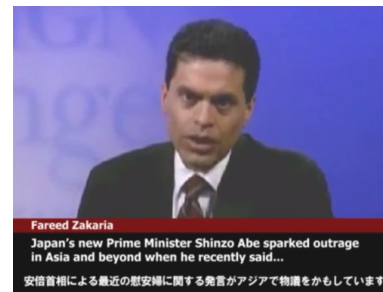 Fareed Zakaria
Japan's new Prime Minister Shinzo Abe sparked outrage
in Asia and beyond when he recently said...
安倍首相による最近の慰安婦に関する発言がアジアで物議をかもしています